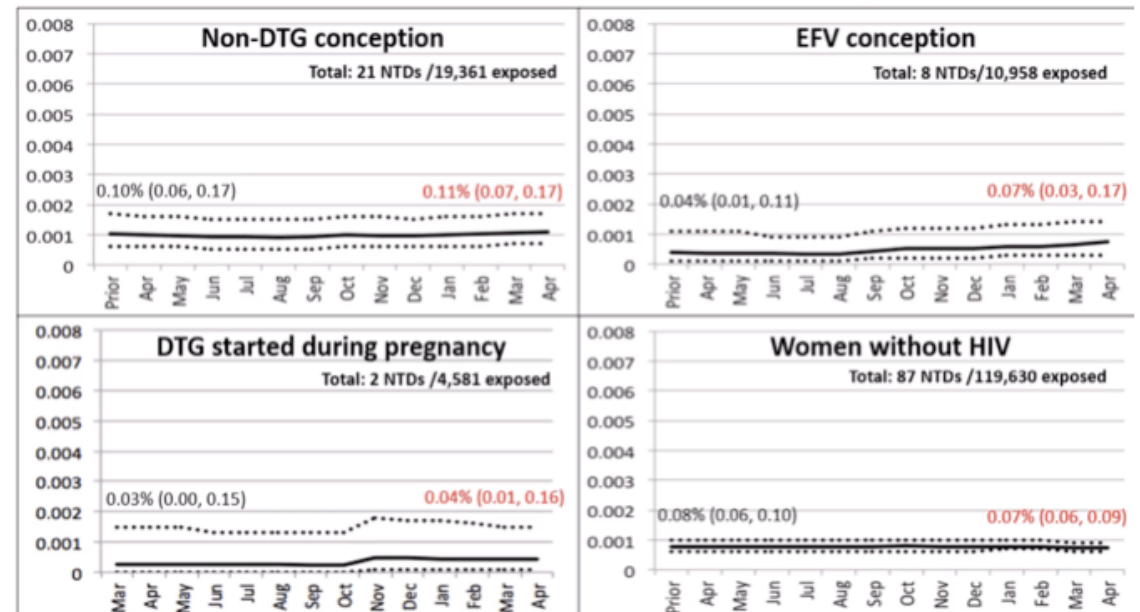 Non-DTG conception
Total: 21 NTDs /19,361 exposed
0.008
0.007
0.006
0.005
0.004
0.003
0.002
0.001
0
0.10% (0.06, 0.17)
0.11% (0.07, 0.17)
Prior
Apr
May
Jun
Jul
Aug
Sep
Oct
Nov
Dec
Jan
Feb
Mar
Apr
EFV conception
Total: 8 NTDs/10,958 exposed
0.008
0.007
0.006
0.005
0.004
0.003
0.002
0.001
0
0.04% (0.01, 0.11)
0.07% (0.03, 0.17)
Prior
Apr
May
Jun
Jul
Aug
Sep
Oct
Nov
Dec
Jan
Feb
Mar
Apr
DTG started during pregnancy
Total: 2 NTDs /4,581 exposed
0.008
0.007
0.006
0.005
0.004
0.003
0.002
0.001
0
0.03% (0.00, 0.15)
0.04% (0.01, 0.16)
Mar
Apr
May
Jun
Jul
Aug
Sep
Oct
Nov
Dec
Jan
Feb
Mar
Apr
Women without HIV
Total: 87 NTDs /119,630 exposed
0.008
0.007
0.006
0.005
0.004
0.003
0.002
0.001
0
0.08% (0.06, 0.10)
0.07% (0.06, 0.09)
Prior
Apr
May
Jun
Jul
Aug
Sep
Oct
Nov
Dec
Jan
Feb
Mar
Apr